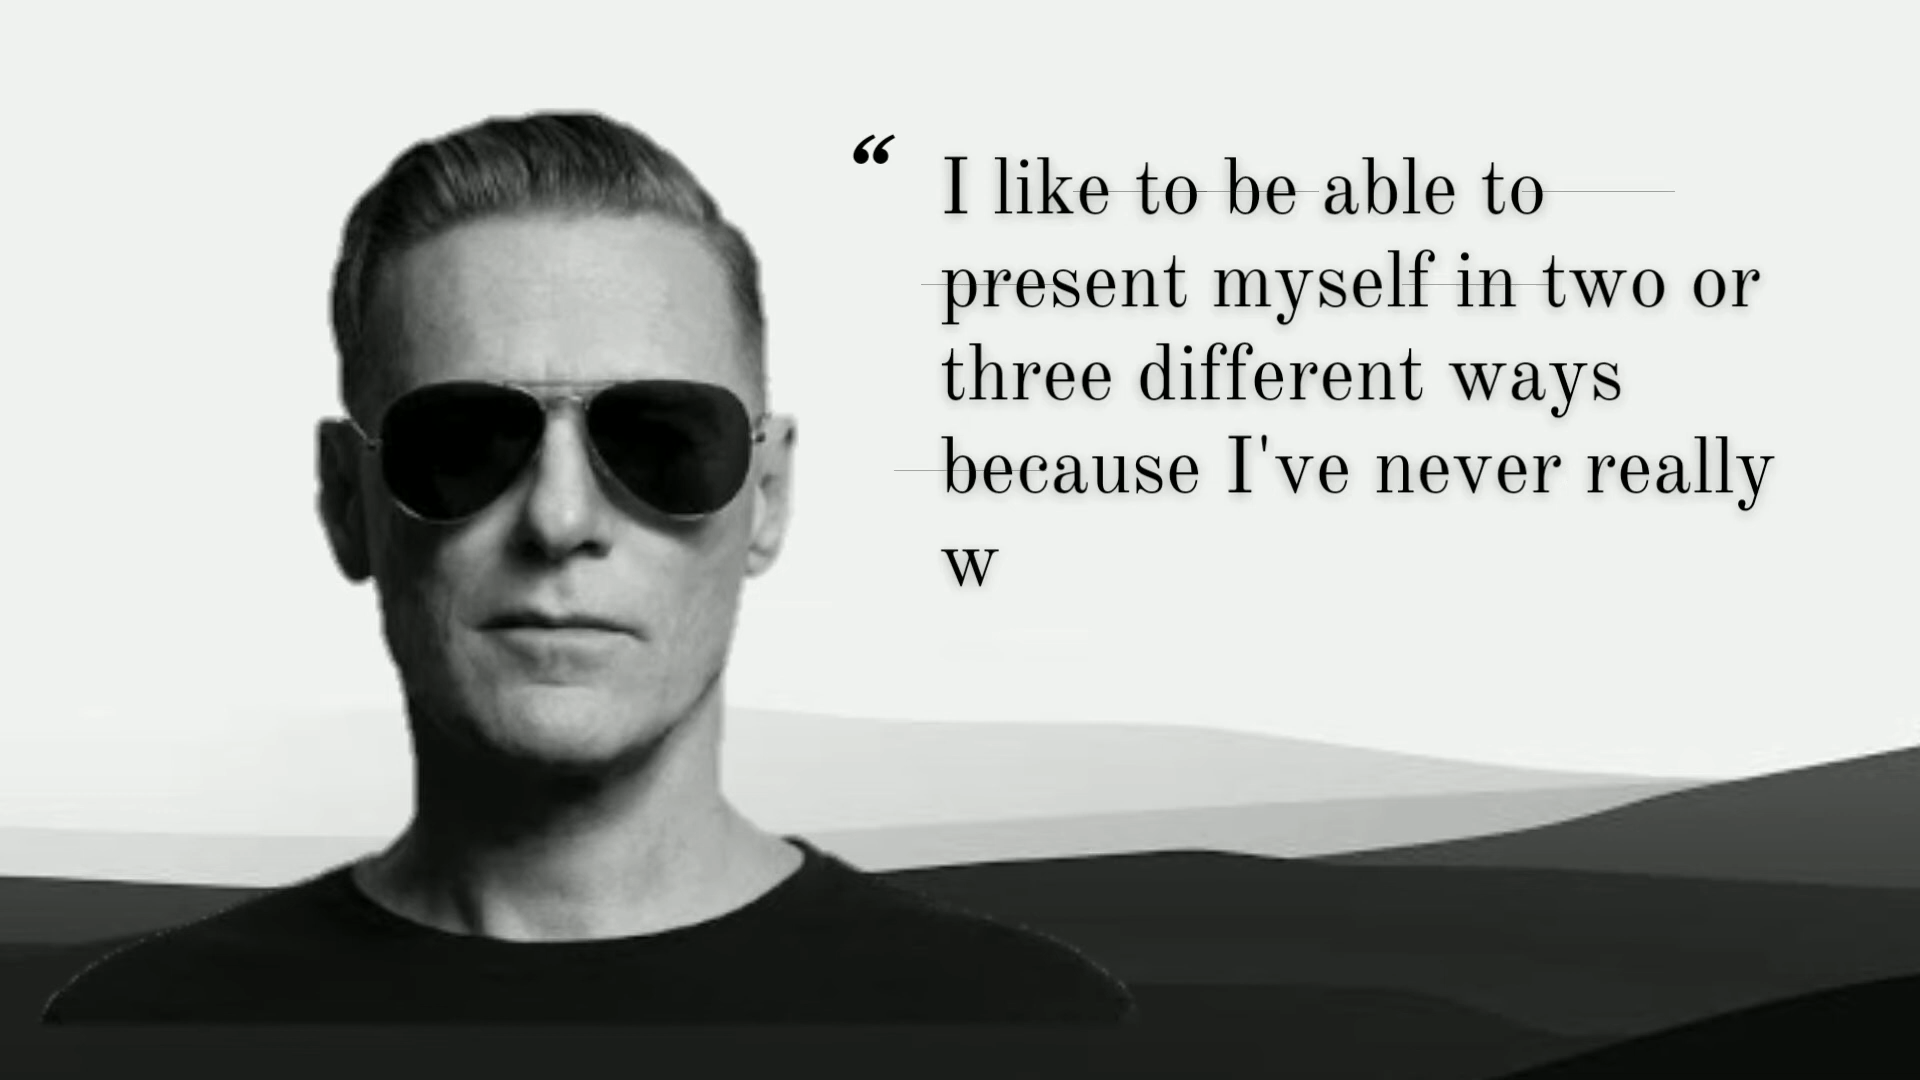 “ I like to be able to
present myself in two or
three different ways
because I've never really
w